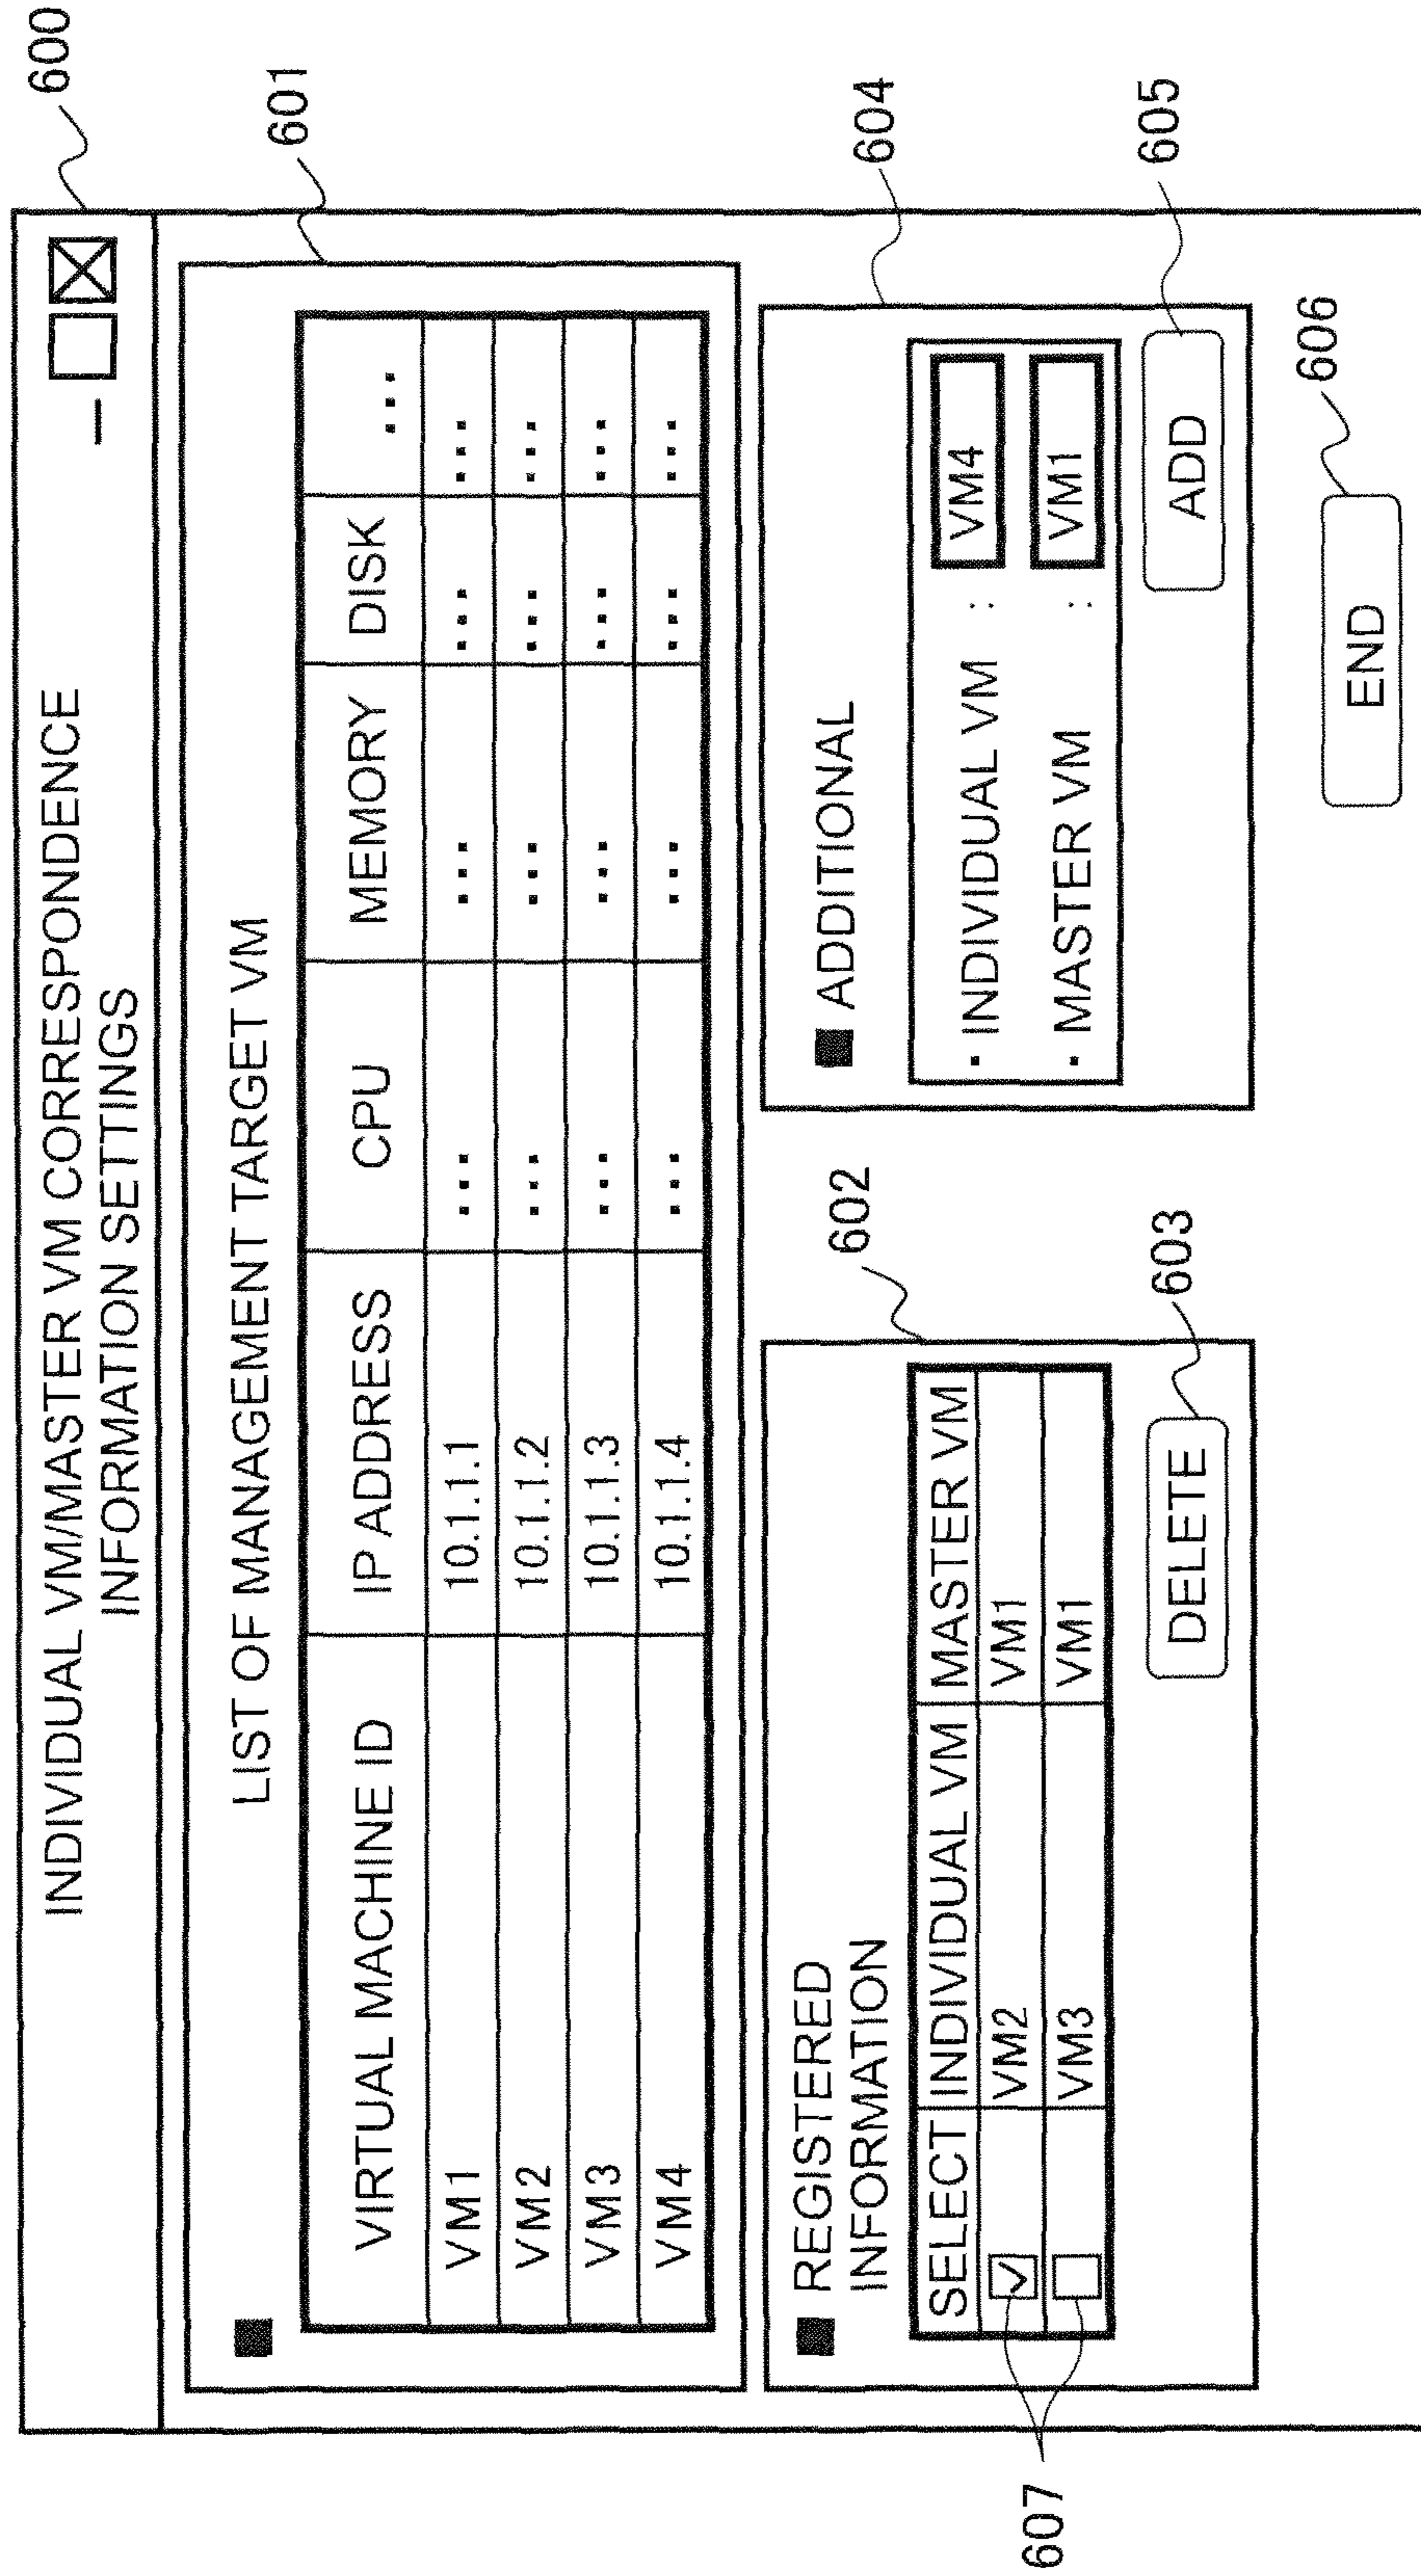 600
INDIVIDUAL VM/MASTER VM CORRESPONDENCE
INFORMATION SETTINGS
601
■ LIST OF MANAGEMENT TARGET VM
VIRTUAL MACHINE ID IP ADDRESS CPU MEMORY DISK ...
VM1 10.1.1.1 ... ... ... ...
VM2 10.1.1.2 ... ... ... ...
VM3 10.1.1.3 ... ... ... ...
VM4 10.1.1.4 ... ... ... ...
602
■ REGISTERED
INFORMATION
SELECT INDIVIDUAL VM MASTER VM
VM2 VM1
VM3 VM1
607
DELETE
603
604
■ ADDITIONAL
· INDIVIDUAL VM : VM4
· MASTER VM : VM1
ADD
605
END
606